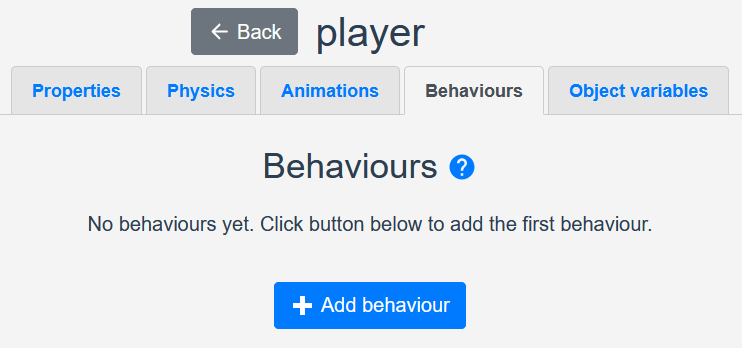 Back player
Properties Physics Animations Behaviours Object variables
Behaviours ?
No behaviours yet. Click button below to add the first behaviour.
Add behaviour